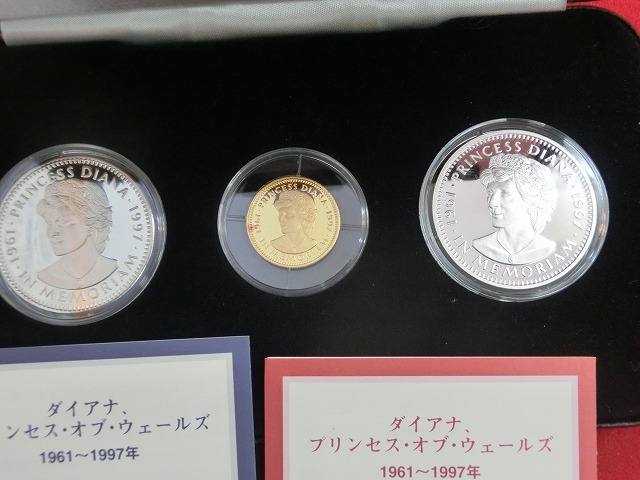 1961・PRINCESS DIANA・1997
・IN MEMORIAM・
1961・PRINCESS DIANA・1997
IN MEMORIAM
1961・PRINCESS DIANA・1997
・IN MEMORIAM・
ダイアナ、
ンセス・オブ・ウェールズ
1961〜1997年
ダイアナ、
プリンセス・オブ・ウェールズ
1961〜1997年